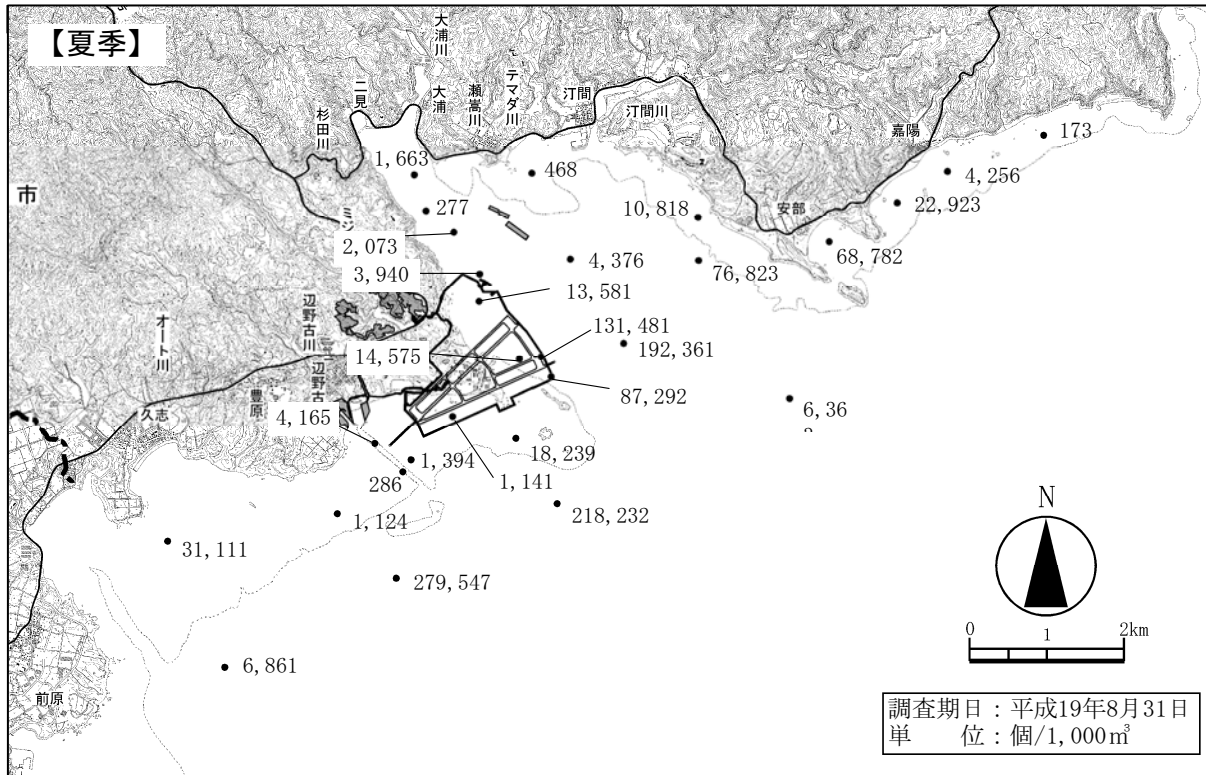 【夏季】
大浦川
二見
大浦
瀬嵩川
テマダ川
汀間
汀間川
杉田川
嘉陽
安部
市
ミジ
辺野古川
辺野古
オート川
豊原
久志
前原
173
1,663
468
4,256
277
10,818
22,923
2,073
68,782
3,940
4,376
76,823
13,581
131,481
192,361
14,575
87,292
6,36
4,165
18,239
1,394
1,141
286
218,232
1,124
31,111
279,547
6,861
N
0 1 2km
調査期日：平成19年8月31日
単　　位：個/1,000㎥